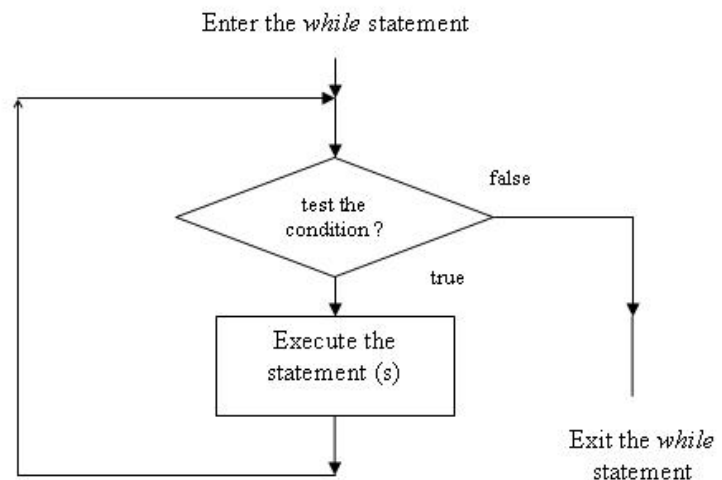 Enter the while statement
false
test the
condition ?
true
Execute the
statement (s)
Exit the while
statement